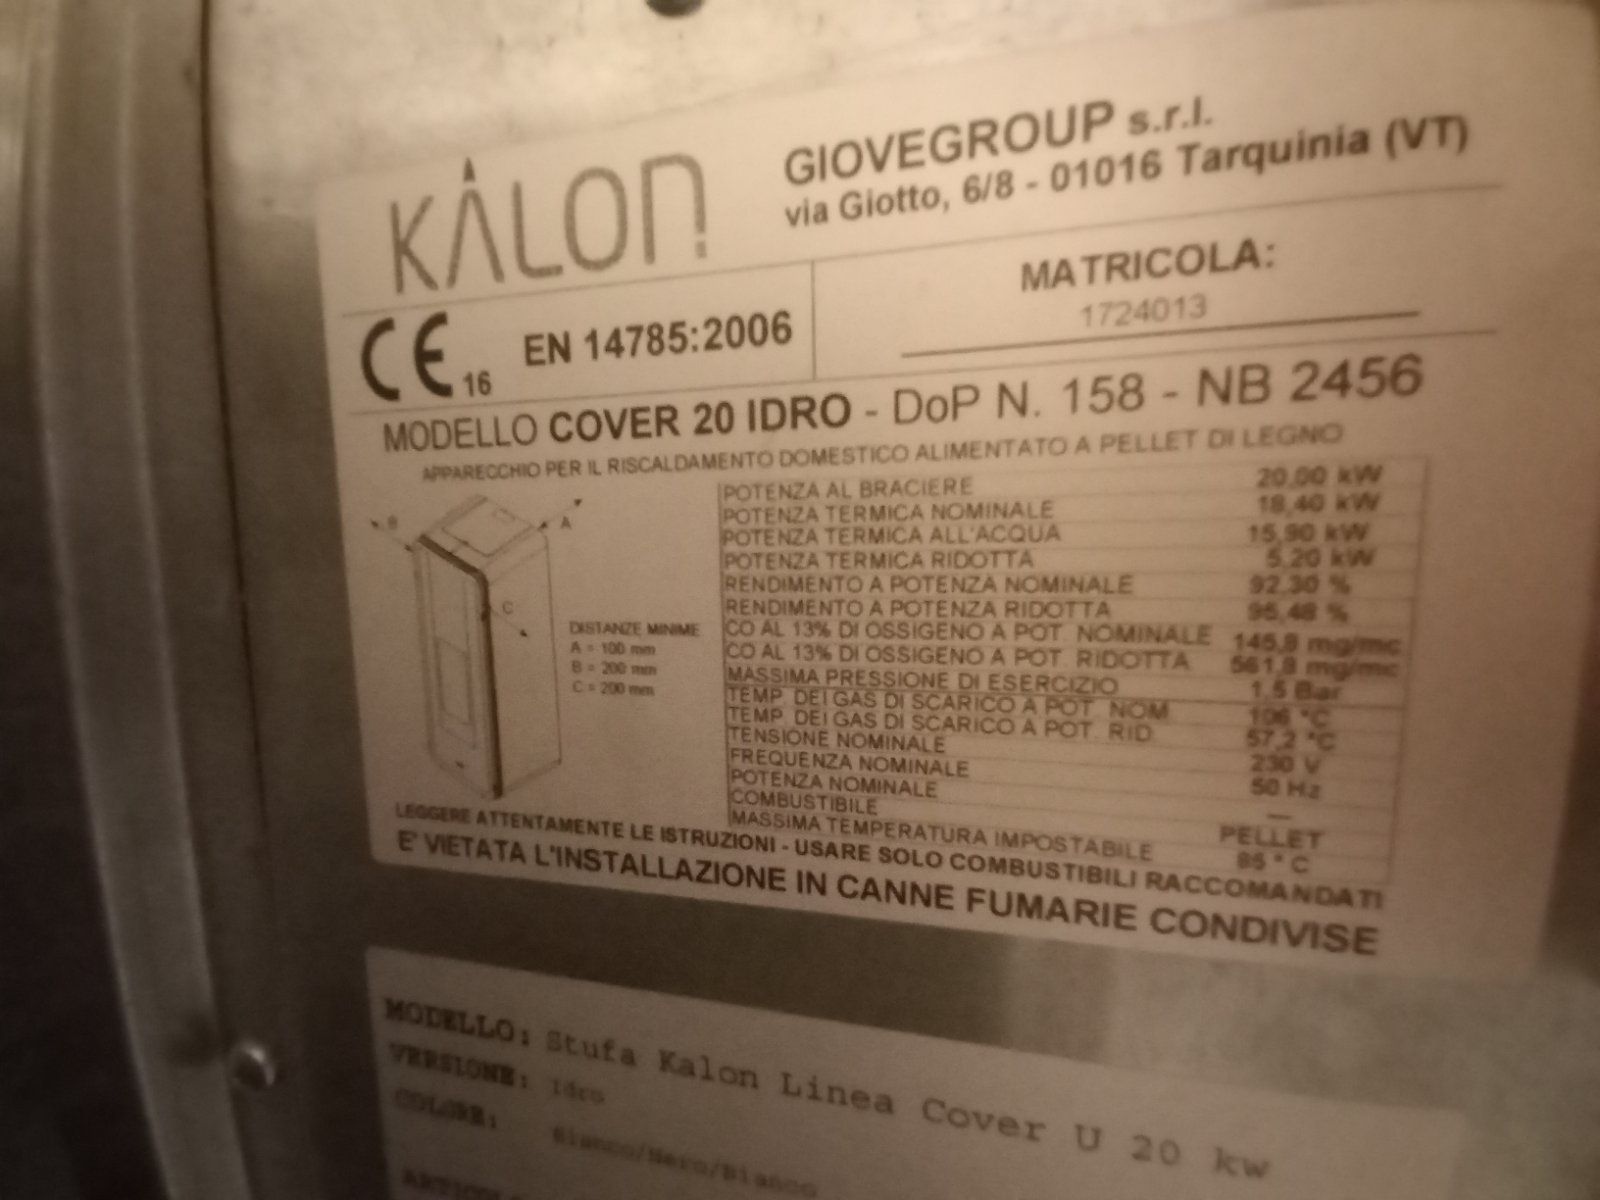 KALON
GIOVEGROUP s.r.l.
via Giotto, 6/8 - 01016 Tarquinia (VT)
MATRICOLA:
1724013
CE 16 EN 14785:2006
MODELLO COVER 20 IDRO - DoP N. 158 - NB 2456
APPARECCHIO PER IL RISCALDAMENTO DOMESTICO ALIMENTATO A PELLET DI LEGNO
B
A
C
DISTANZE MINIME
A = 100 mm
B = 200 mm
C = 200 mm
POTENZA AL BRACIERE 20,00 kW
POTENZA TERMICA NOMINALE 18,40 kW
POTENZA TERMICA ALL'ACQUA 15,90 kW
POTENZA TERMICA RIDOTTA 5,20 kW
RENDIMENTO A POTENZA NOMINALE 92,30 %
RENDIMENTO A POTENZA RIDOTTA 95,48 %
CO AL 13% DI OSSIGENO A POT. NOMINALE 145,8 mg/mc
CO AL 13% DI OSSIGENO A POT. RIDOTTA 561,8 mg/mc
MASSIMA PRESSIONE DI ESERCIZIO 1,5 Bar
TEMP. DEI GAS DI SCARICO A POT. NOM 106 °C
TEMP. DEI GAS DI SCARICO A POT. RID. 57,2 °C
TENSIONE NOMINALE 230 V
FREQUENZA NOMINALE 50 Hz
POTENZA NOMINALE —
COMBUSTIBILE PELLET
MASSIMA TEMPERATURA IMPOSTABILE 85 ° C
LEGGERE ATTENTAMENTE LE ISTRUZIONI - USARE SOLO COMBUSTIBILI RACCOMANDATI
E' VIETATA L'INSTALLAZIONE IN CANNE FUMARIE CONDIVISE
MODELLO: Stufa Kalon Linea Cover U 20 kw
VERSIONE: Idro
COLORE: Bianco/Nero/Bianco